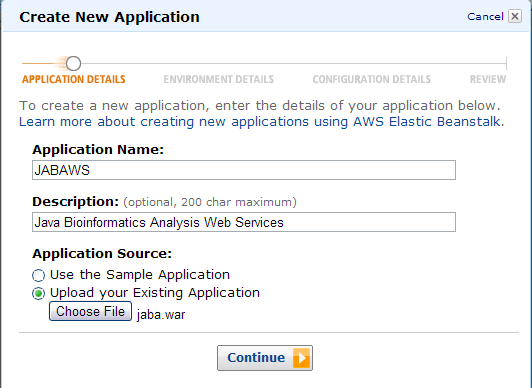 Create New Application
Cancel
APPLICATION DETAILS
ENVIRONMENT DETAILS
CONFIGURATION DETAILS
REVIEW
To create a new application, enter the details of your application below.
Learn more about creating new applications using AWS Elastic Beanstalk.
Application Name:
JABAWS
Description: (optional, 200 char maximum)
Java Bioinformatics Analysis Web Services
Application Source:
Use the Sample Application
Upload your Existing Application
Choose File jaba.war
Continue